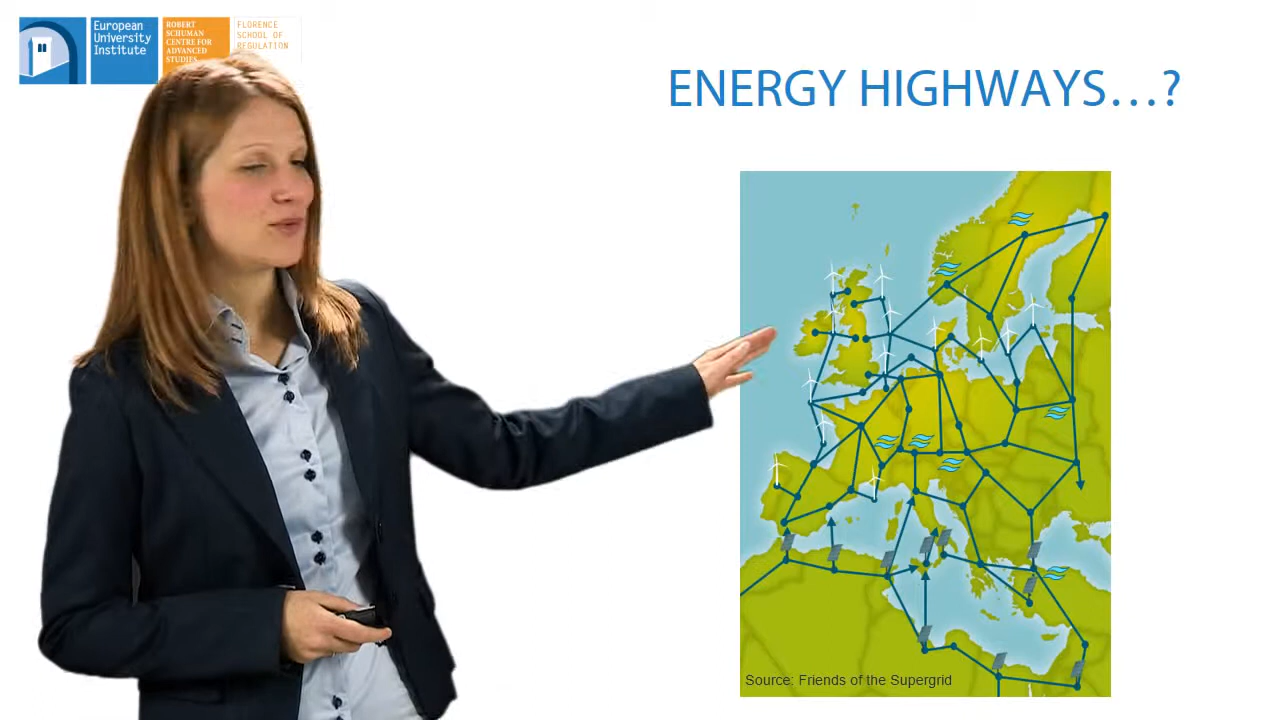 European
University
Institute
ROBERT
SCHUMAN
CENTRE FOR
ADVANCED
STUDIES
FLORENCE
SCHOOL OF
REGULATION
ENERGY HIGHWAYS...?
Source: Friends of the Supergrid